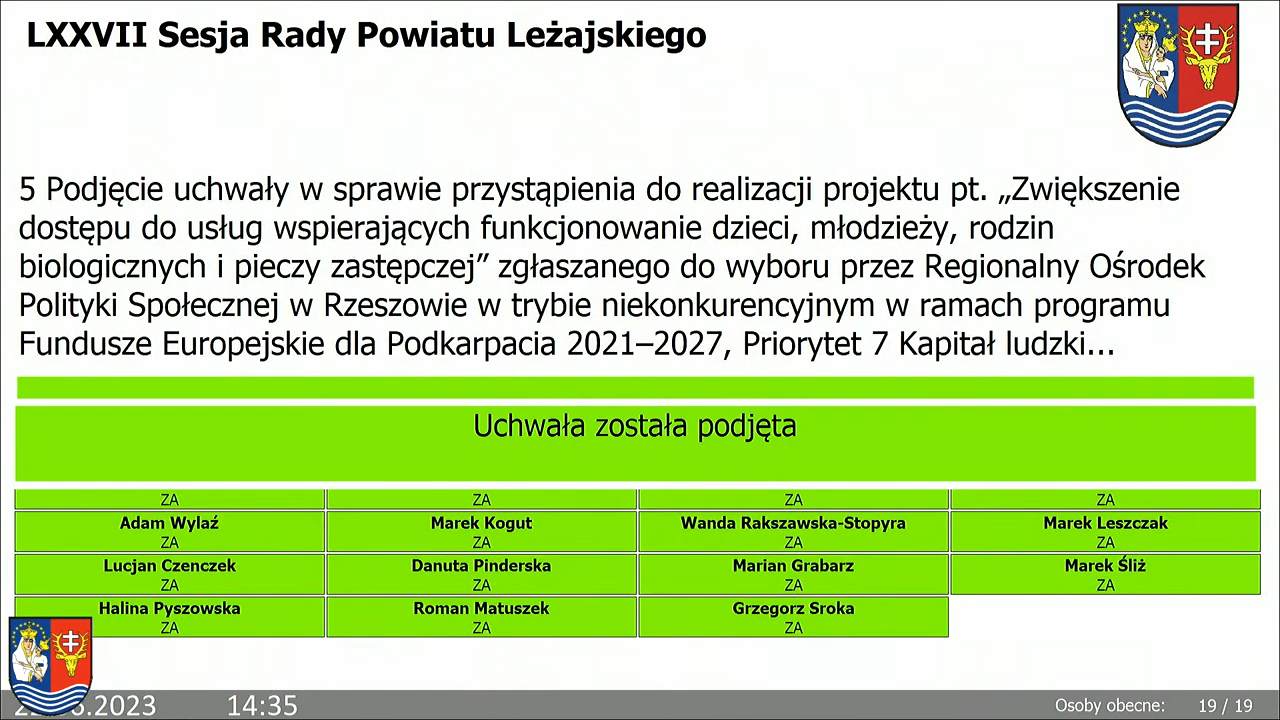 LXXVII Sesja Rady Powiatu Leżajskiego
5 Podjęcie uchwały w sprawie przystąpienia do realizacji projektu pt. „Zwiększenie
dostępu do usług wspierających funkcjonowanie dzieci, młodzieży, rodzin
biologicznych i pieczy zastępczej” zgłaszanego do wyboru przez Regionalny Ośrodek
Polityki Społecznej w Rzeszowie w trybie niekonkurencyjnym w ramach programu
Fundusze Europejskie dla Podkarpacia 2021–2027, Priorytet 7 Kapitał ludzki...
Uchwała została podjęta
ZA ZA ZA ZA
Adam Wylaź Marek Kogut Wanda Rakszawska-Stopyra Marek Leszczak
ZA ZA ZA ZA
Lucjan Czenczek Danuta Pinderska Marian Grabarz Marek Śliż
ZA ZA ZA ZA
Halina Pyszowska Roman Matuszek Grzegorz Sroka
ZA ZA ZA
.2023 14:35 Osoby obecne: 19 / 19